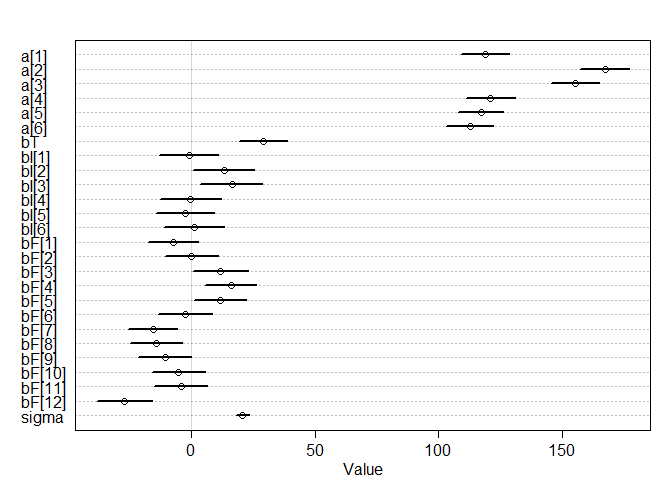 a[1]
a[2]
a[3]
a[4]
a[5]
a[6]
bT
bI[1]
bI[2]
bI[3]
bI[4]
bI[5]
bI[6]
bF[1]
bF[2]
bF[3]
bF[4]
bF[5]
bF[6]
bF[7]
bF[8]
bF[9]
bF[10]
bF[11]
bF[12]
sigma
0 50 100 150
Value